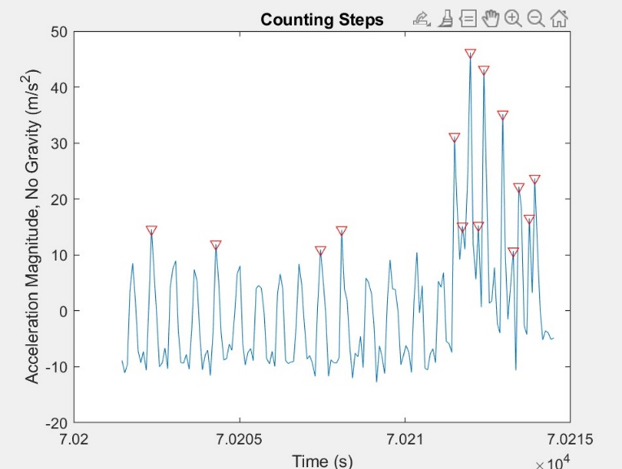 Counting Steps
Acceleration Magnitude, No Gravity (m/s²)
50
40
30
20
10
0
-10
-20
7.02 7.0205 7.021 7.0215
Time (s)
×10⁴